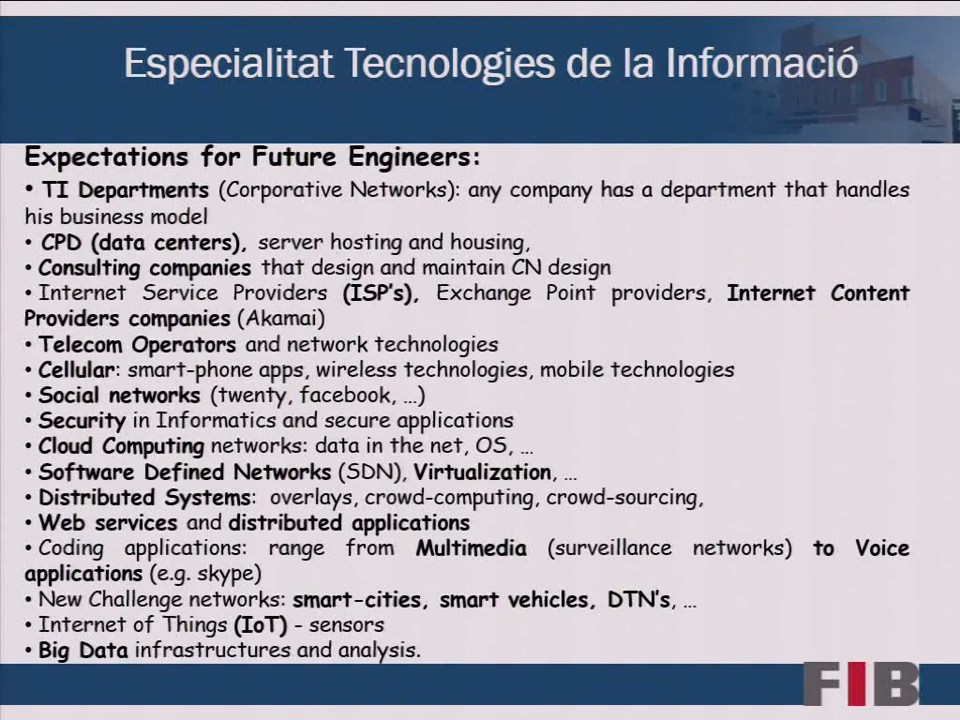 Especialitat Tecnologies de la Informació
Expectations for Future Engineers:
• TI Departments (Corporative Networks): any company has a department that handles
his business model
• CPD (data centers), server hosting and housing,
• Consulting companies that design and maintain CN design
• Internet Service Providers (ISP's), Exchange Point providers, Internet Content
Providers companies (Akamai)
• Telecom Operators and network technologies
• Cellular: smart-phone apps, wireless technologies, mobile technologies
• Social networks (twenty, facebook, ...)
• Security in Informatics and secure applications
• Cloud Computing networks: data in the net, OS, ...
• Software Defined Networks (SDN), Virtualization, ...
• Distributed Systems: overlays, crowd-computing, crowd-sourcing,
• Web services and distributed applications
• Coding applications: range from Multimedia (surveillance networks) to Voice
applications (e.g. skype)
• New Challenge networks: smart-cities, smart vehicles, DTN's, ...
• Internet of Things (IoT) - sensors
• Big Data infrastructures and analysis.
FIB